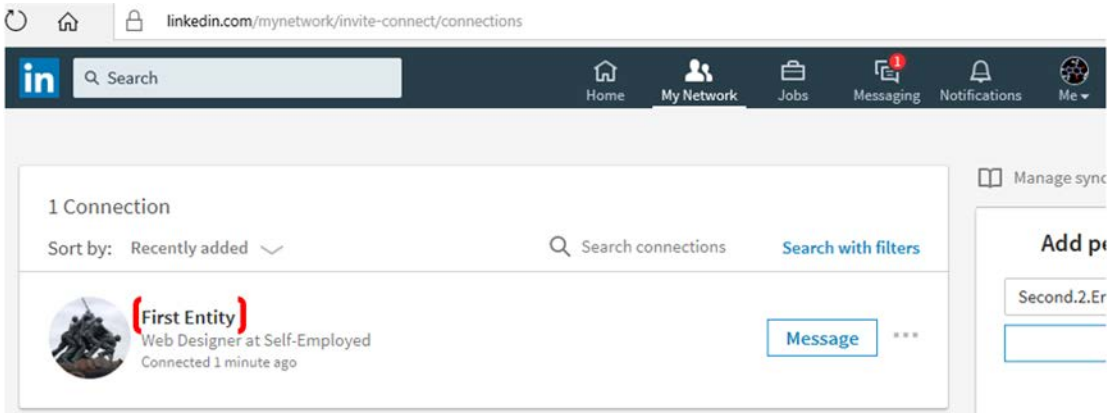 linkedin.com/mynetwork/invite-connect/connections
in Search Home My Network Jobs 1 Messaging Notifications Me
1 Connection
Sort by: Recently added Search connections Search with filters
First Entity
Web Designer at Self-Employed
Connected 1 minute ago
Message
Manage sync
Add pe
Second.2.Er